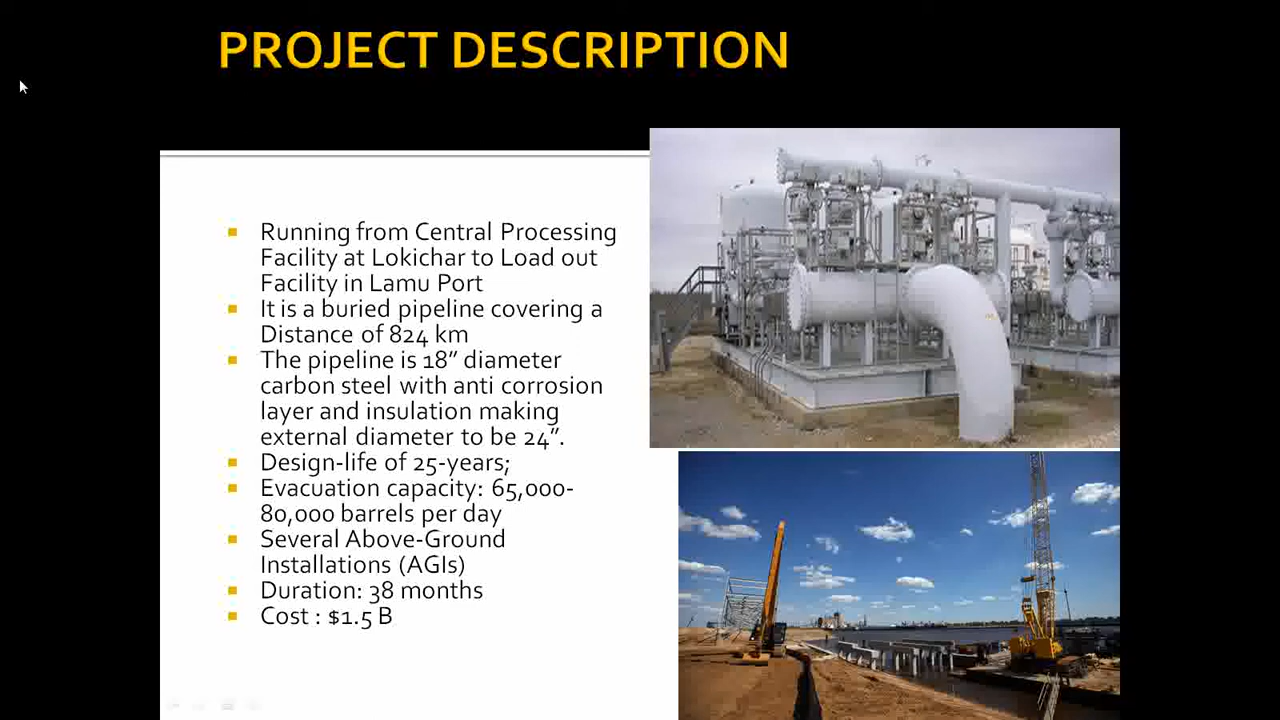 PROJECT DESCRIPTION
Running from Central Processing
Facility at Lokichar to Load out
Facility in Lamu Port
It is a buried pipeline covering a
Distance of 824 km
The pipeline is 18” diameter
carbon steel with anti corrosion
layer and insulation making
external diameter to be 24”.
Design-life of 25-years;
Evacuation capacity: 65,000-
80,000 barrels per day
Several Above-Ground
Installations (AGIs)
Duration: 38 months
Cost : $1.5 B